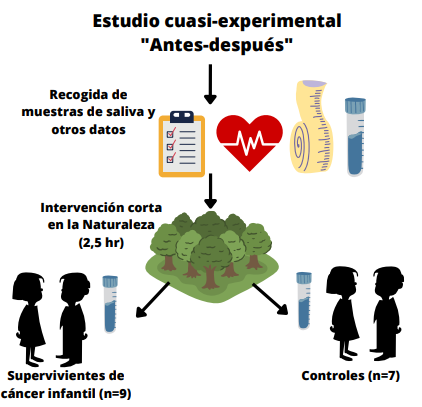 Estudio cuasi-experimental
"Antes-después"
Recogida de
muestras de saliva y
otros datos
Intervención corta
en la Naturaleza
(2,5 hr)
Supervivientes de
cáncer infantil (n=9)
Controles (n=7)